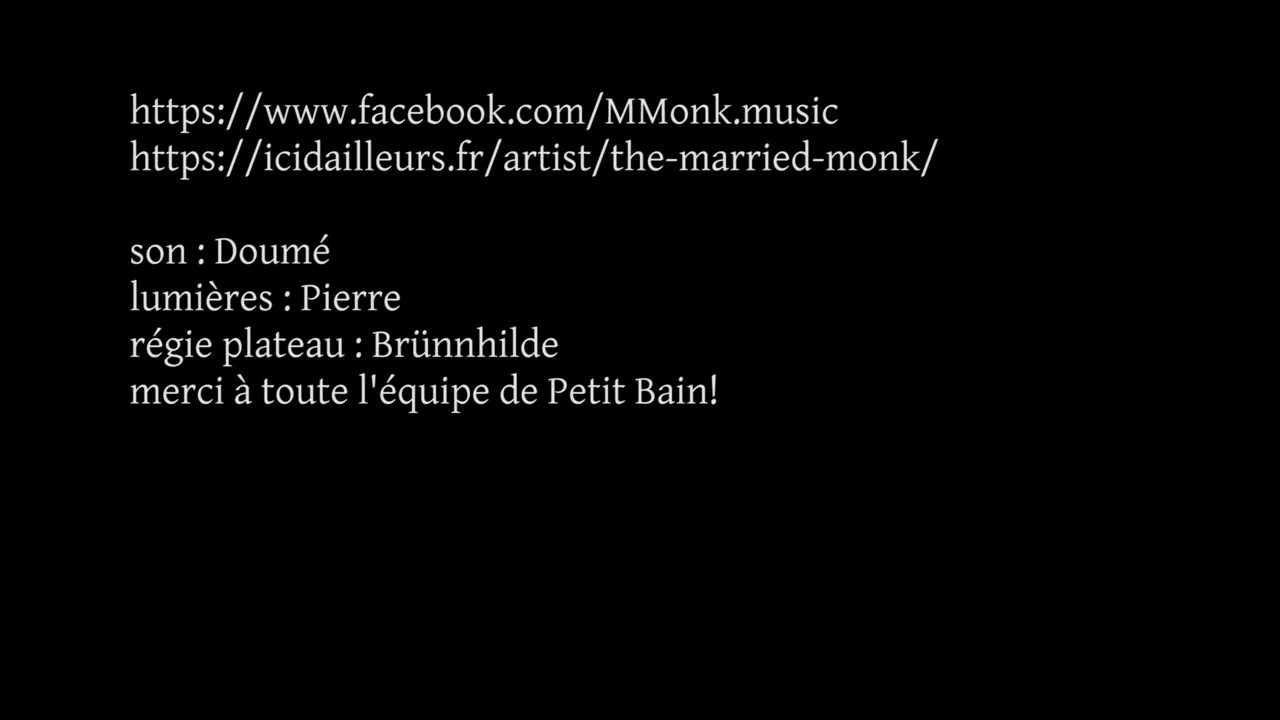 https://www.facebook.com/MMonk.music
https://icidailleurs.fr/artist/the-married-monk/
son : Doumé
lumières : Pierre
régie plateau : Brünnhilde
merci à toute l'équipe de Petit Bain!